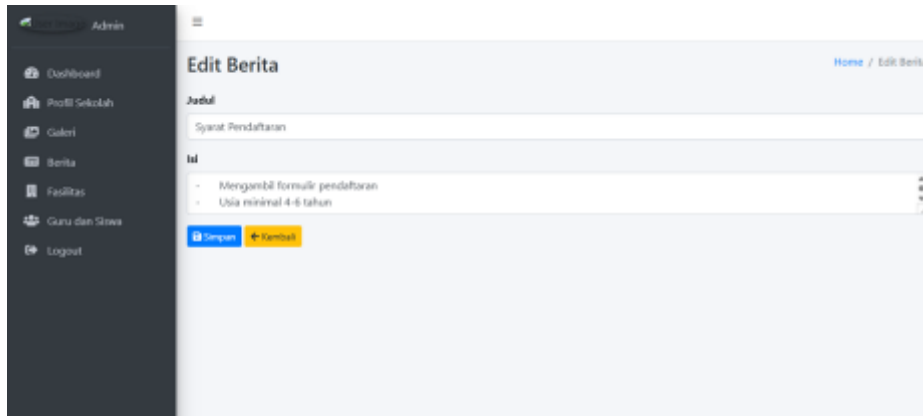 Admin
Dashboard
Profil Sekolah
Galeri
Berita
Fasilitas
Guru dan Siswa
Logout
Edit Berita
Home / Edit Berita
Judul
Syarat Pendaftaran
Isi
- Mengambil formulir pendaftaran
- Usia minimal 4-6 tahun
Simpan
Kembali